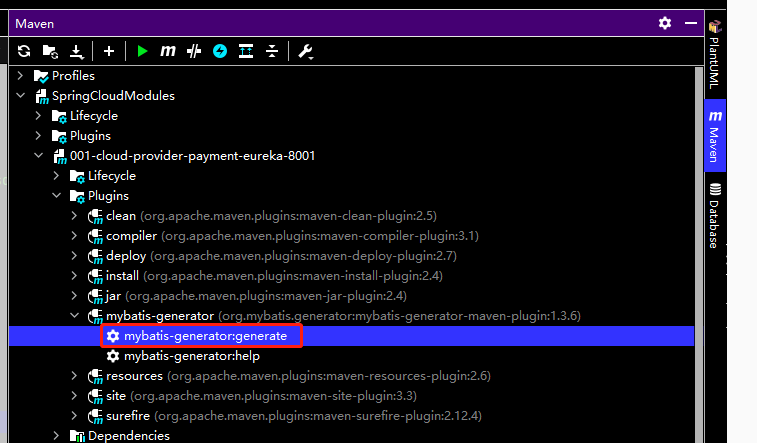 Maven
Profiles
SpringCloudModules
Lifecycle
Plugins
001-cloud-provider-payment-eureka-8001
Lifecycle
Plugins
clean (org.apache.maven.plugins:maven-clean-plugin:2.5)
compiler (org.apache.maven.plugins:maven-compiler-plugin:3.1)
deploy (org.apache.maven.plugins:maven-deploy-plugin:2.7)
install (org.apache.maven.plugins:maven-install-plugin:2.4)
jar (org.apache.maven.plugins:maven-jar-plugin:2.4)
mybatis-generator (org.mybatis.generator:mybatis-generator-maven-plugin:1.3.6)
mybatis-generator:generate
mybatis-generator:help
resources (org.apache.maven.plugins:maven-resources-plugin:2.6)
site (org.apache.maven.plugins:maven-site-plugin:3.3)
surefire (org.apache.maven.plugins:maven-surefire-plugin:2.12.4)
Dependencies
PlantUML
Maven
Database